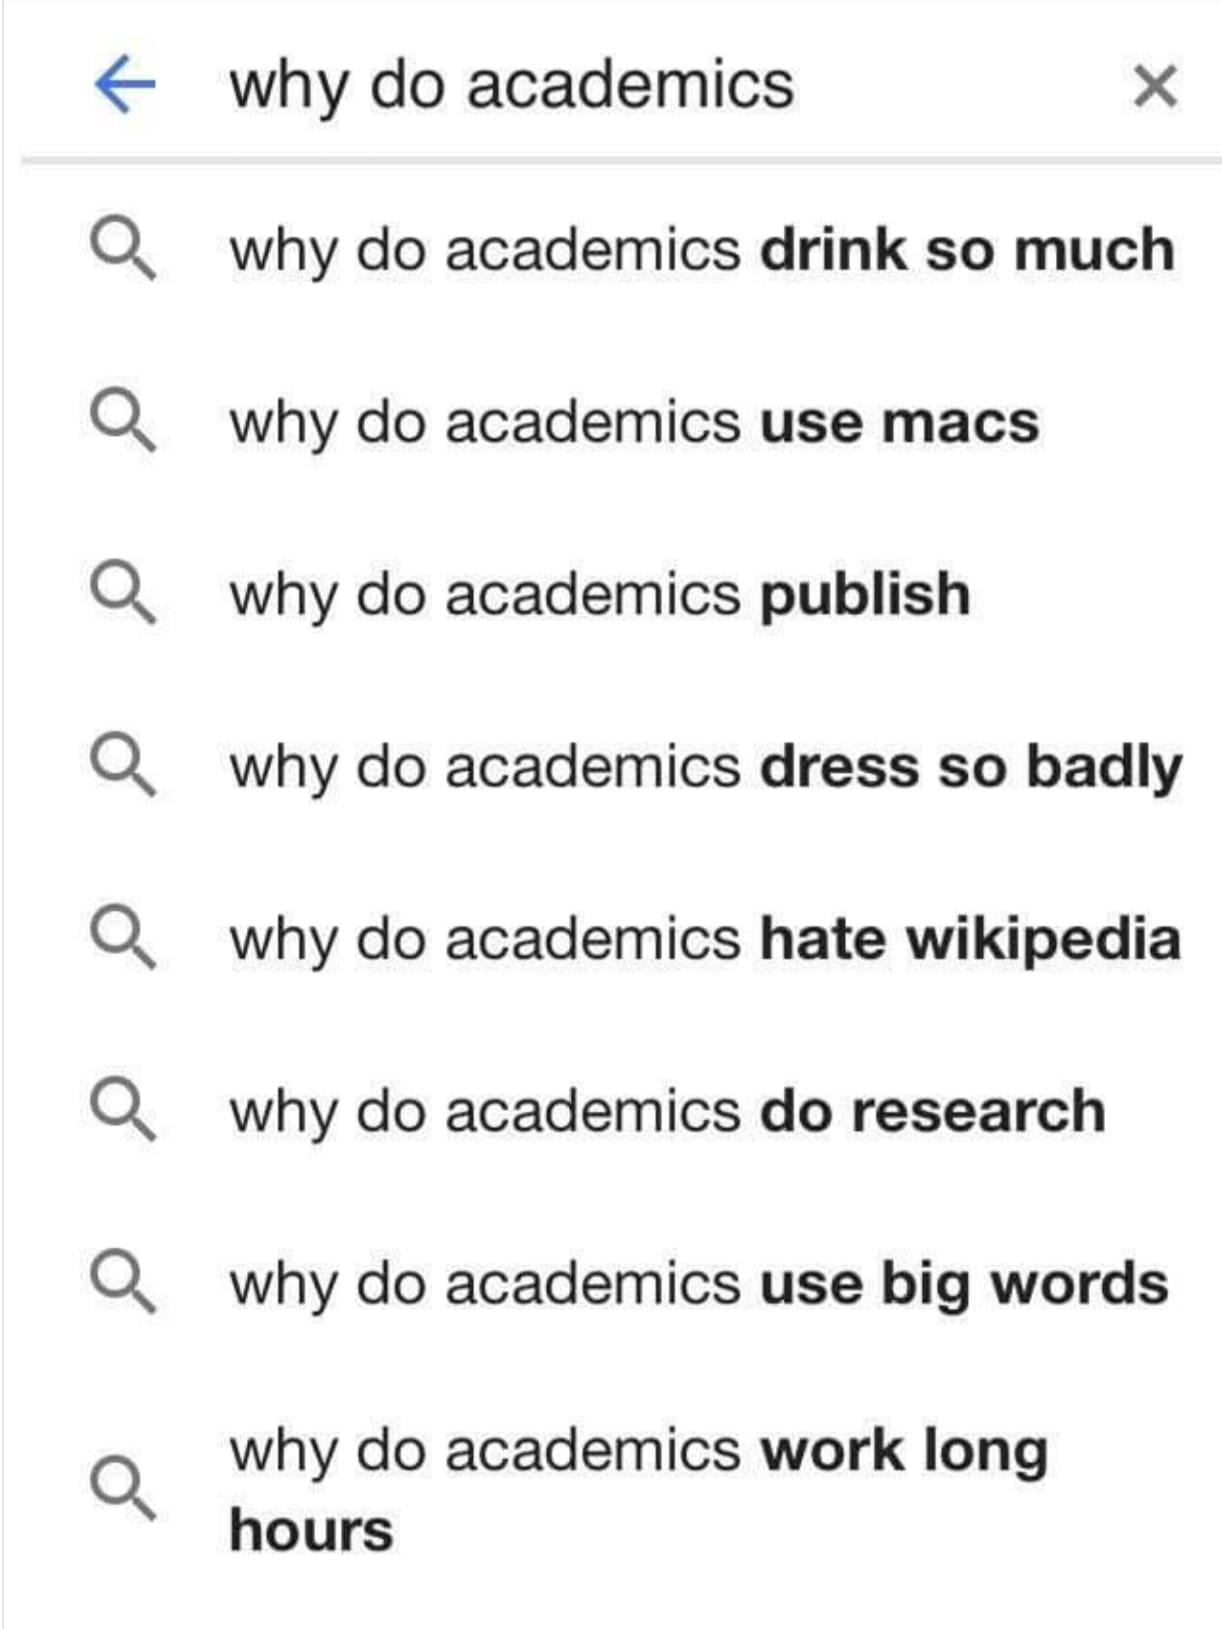 why do academics
why do academics drink so much
why do academics use macs
why do academics publish
why do academics dress so badly
why do academics hate wikipedia
why do academics do research
why do academics use big words
why do academics work long
hours